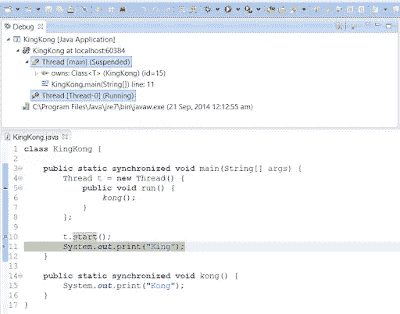 Debug
KingKong [Java Application]
KingKong at localhost:60384
Thread [main] (Suspended)
owns: Class<T> (KingKong) (id=15)
KingKong.main(String[]) line: 11
Thread [Thread-0] (Running)
C:\Program Files\Java\jre7\bin\javaw.exe (21 Sep, 2014 12:12:55 am)
KingKong.java
1 class KingKong {
2
3 public static synchronized void main(String[] args) {
4 Thread t = new Thread() {
5 public void run() {
6 kong();
7 }
8 };
9
10 t.start();
11 System.out.print("King");
12 }
13
14 public static synchronized void kong() {
15 System.out.print("Kong");
16 }
17 }